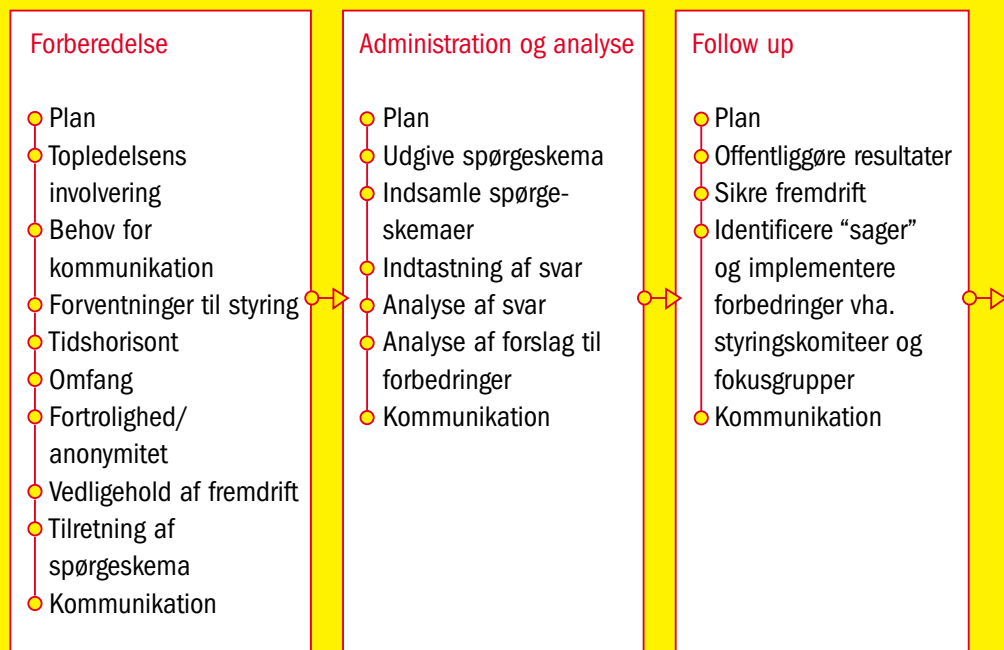 Forberedelse
Plan
Topledelsens
involvering
Behov for
kommunikation
Forventninger til styring
Tidshorisont
Omfang
Fortrolighed/
anonymitet
Vedligehold af fremdrift
Tilretning af
spørgeskema
Kommunikation
Administration og analyse
Plan
Udgive spørgeskema
Indsamle spørge-
skemaer
Indtastning af svar
Analyse af svar
Analyse af forslag til
forbedringer
Kommunikation
Follow up
Plan
Offentliggøre resultater
Sikre fremdrift
Identificere “sager”
og implementere
forbedringer vha.
styringskomiteer og
fokusgrupper
Kommunikation